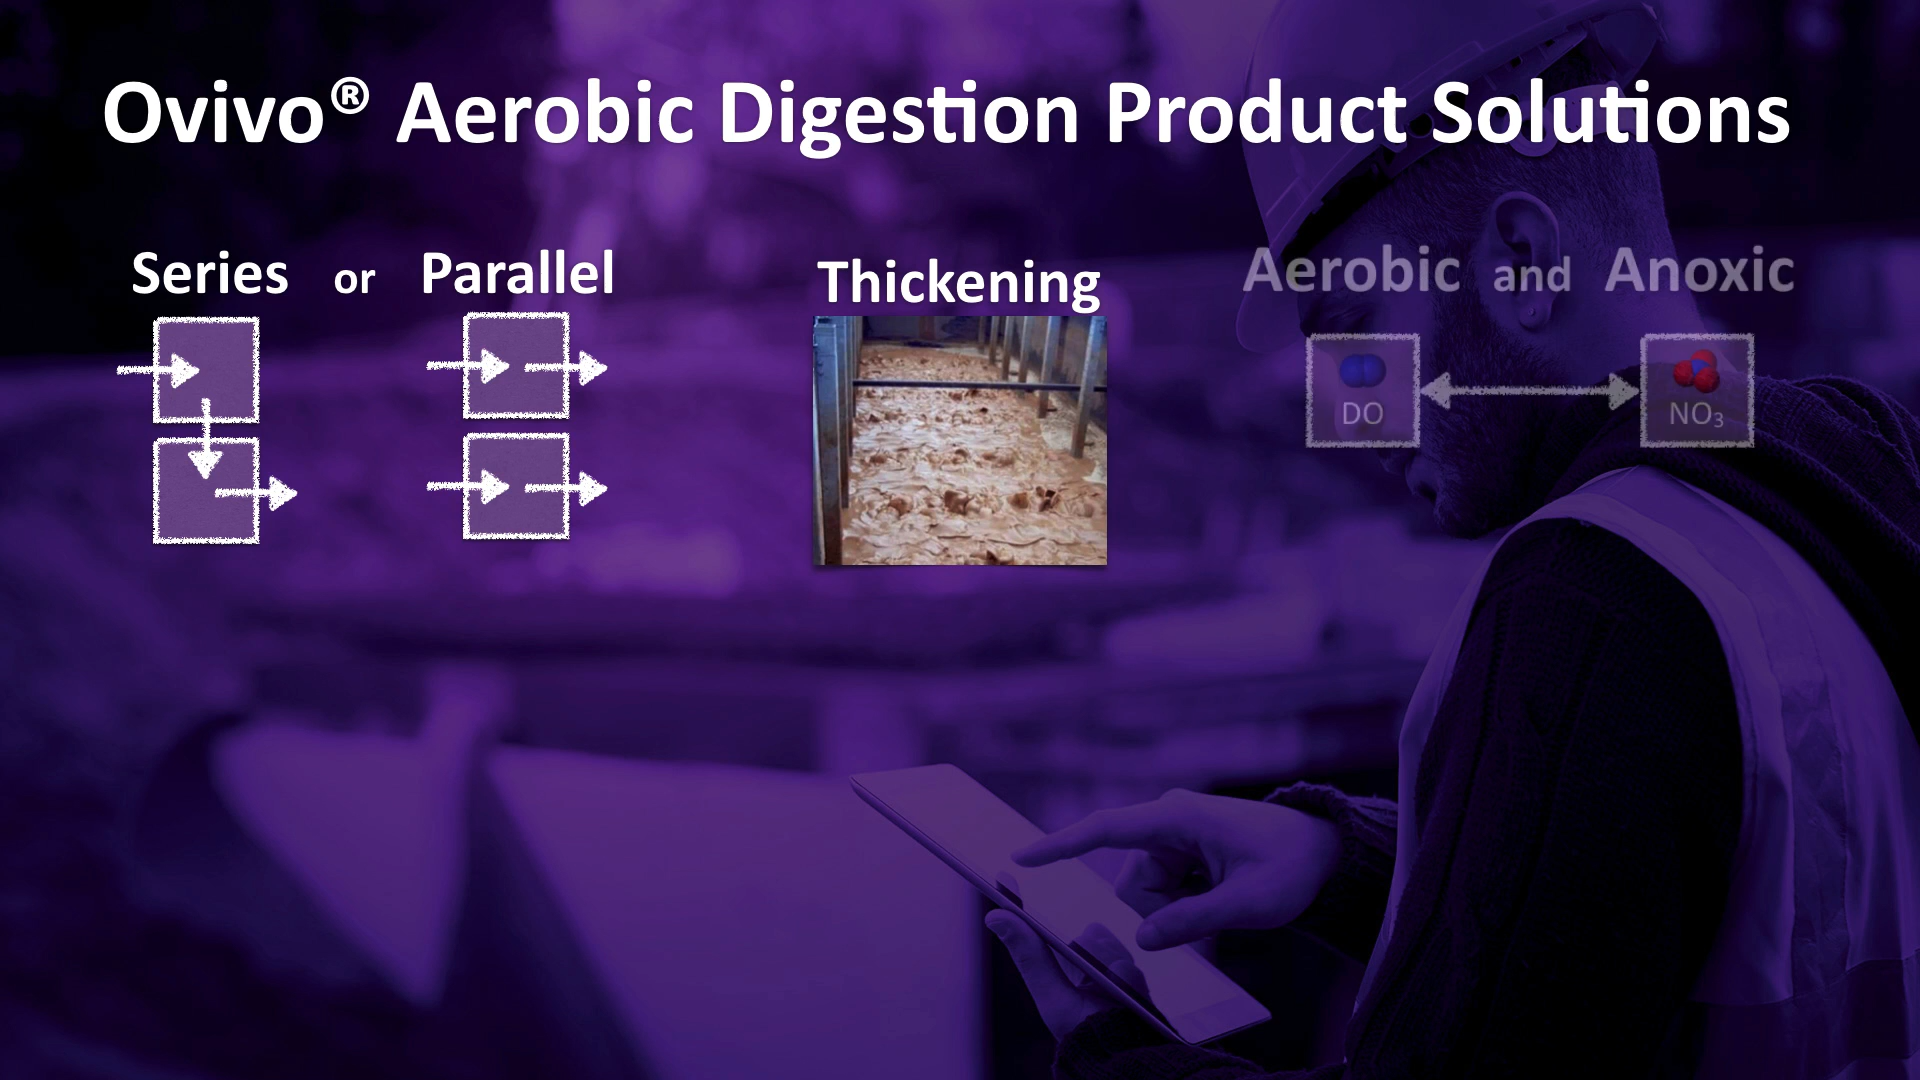 Ovivo® Aerobic Digestion Product Solutions
Series or Parallel
Thickening
Aerobic and Anoxic
DO
NO₃